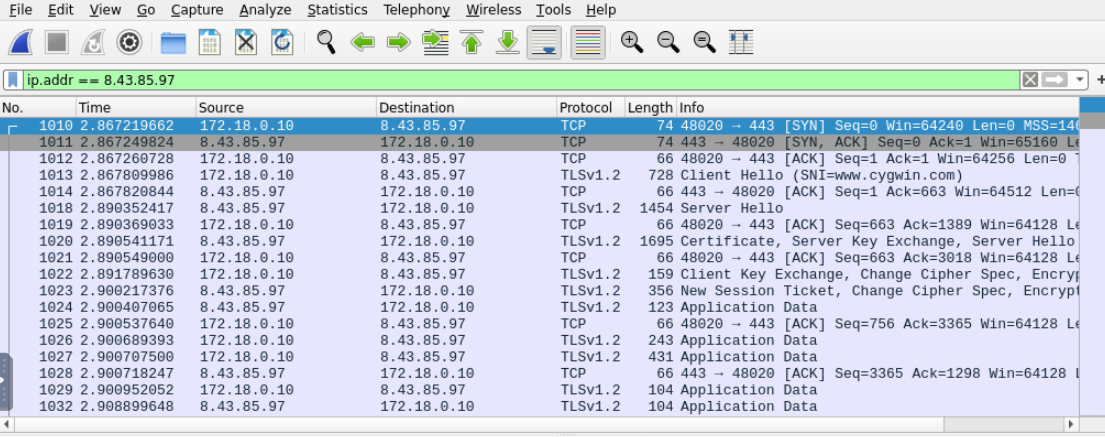 File Edit View Go Capture Analyze Statistics Telephony Wireless Tools Help
ip.addr == 8.43.85.97
No. Time Source Destination Protocol Length Info
1010 2.867219662 172.18.0.10 8.43.85.97 TCP 74 48020 → 443 [SYN] Seq=0 Win=64240 Len=0
1011 2.867249824 8.43.85.97 172.18.0.10 TCP 74 443 → 48020 [SYN, ACK] Seq=0 Ack=1 Win=65160
1012 2.867260728 172.18.0.10 8.43.85.97 TCP 66 48020 → 443 [ACK] Seq=1 Ack=1 Win=64256 Len=0
1013 2.867809986 172.18.0.10 8.43.85.97 TLSv1.2 728 Client Hello (SNI=www.cygwin.com)
1014 2.867820844 8.43.85.97 172.18.0.10 TCP 66 443 → 48020 [ACK] Seq=1 Ack=663 Win=64512
1018 2.890352417 8.43.85.97 172.18.0.10 TLSv1.2 1454 Server Hello
1019 2.890369033 172.18.0.10 8.43.85.97 TCP 66 48020 → 443 [ACK] Seq=663 Ack=1389 Win=64128
1020 2.890541171 8.43.85.97 172.18.0.10 TLSv1.2 1695 Certificate, Server Key Exchange, Server Hello
1021 2.890549000 172.18.0.10 8.43.85.97 TCP 66 48020 → 443 [ACK] Seq=663 Ack=3018 Win=64128
1022 2.891789630 172.18.0.10 8.43.85.97 TLSv1.2 159 Client Key Exchange, Change Cipher Spec,
1023 2.900217376 8.43.85.97 172.18.0.10 TLSv1.2 356 New Session Ticket, Change Cipher Spec,
1024 2.900407065 8.43.85.97 172.18.0.10 TLSv1.2 123 Application Data
1025 2.900537640 172.18.0.10 8.43.85.97 TCP 66 48020 → 443 [ACK] Seq=756 Ack=3365 Win=64128
1026 2.900689393 172.18.0.10 8.43.85.97 TLSv1.2 243 Application Data
1027 2.900707500 172.18.0.10 8.43.85.97 TLSv1.2 431 Application Data
1028 2.900718247 8.43.85.97 172.18.0.10 TCP 66 443 → 48020 [ACK] Seq=3365 Ack=1298 Win=64128
1029 2.900952052 172.18.0.10 8.43.85.97 TLSv1.2 104 Application Data
1032 2.908899648 8.43.85.97 172.18.0.10 TLSv1.2 104 Application Data